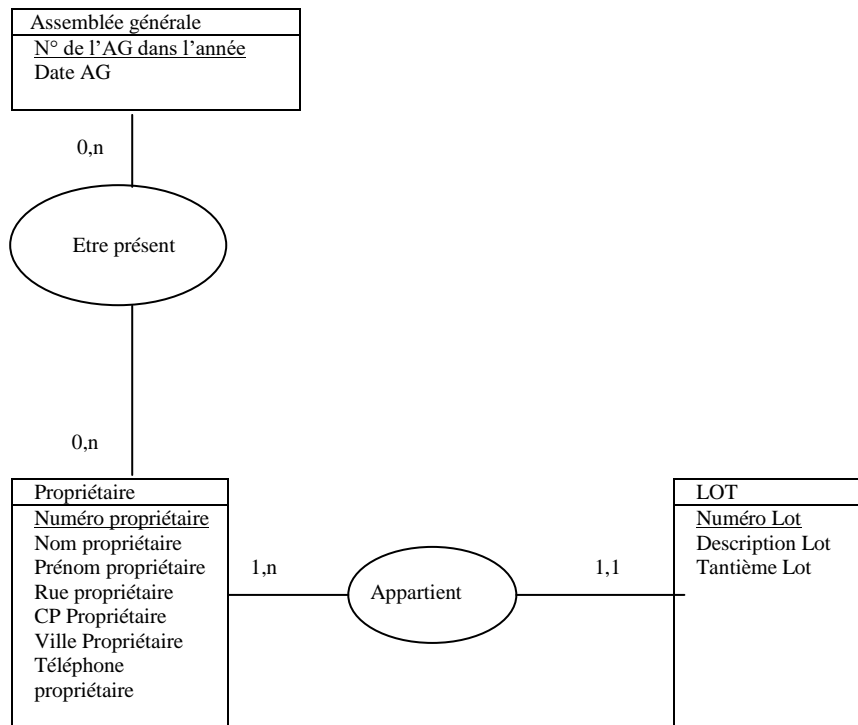 Assemblée générale
N° de l'AG dans l'année
Date AG
0,n
Etre présent
0,n
Propriétaire
Numéro propriétaire
Nom propriétaire
Prénom propriétaire
Rue propriétaire
CP Propriétaire
Ville Propriétaire
Téléphone
propriétaire
1,n
Appartient
1,1
LOT
Numéro Lot
Description Lot
Tantième Lot